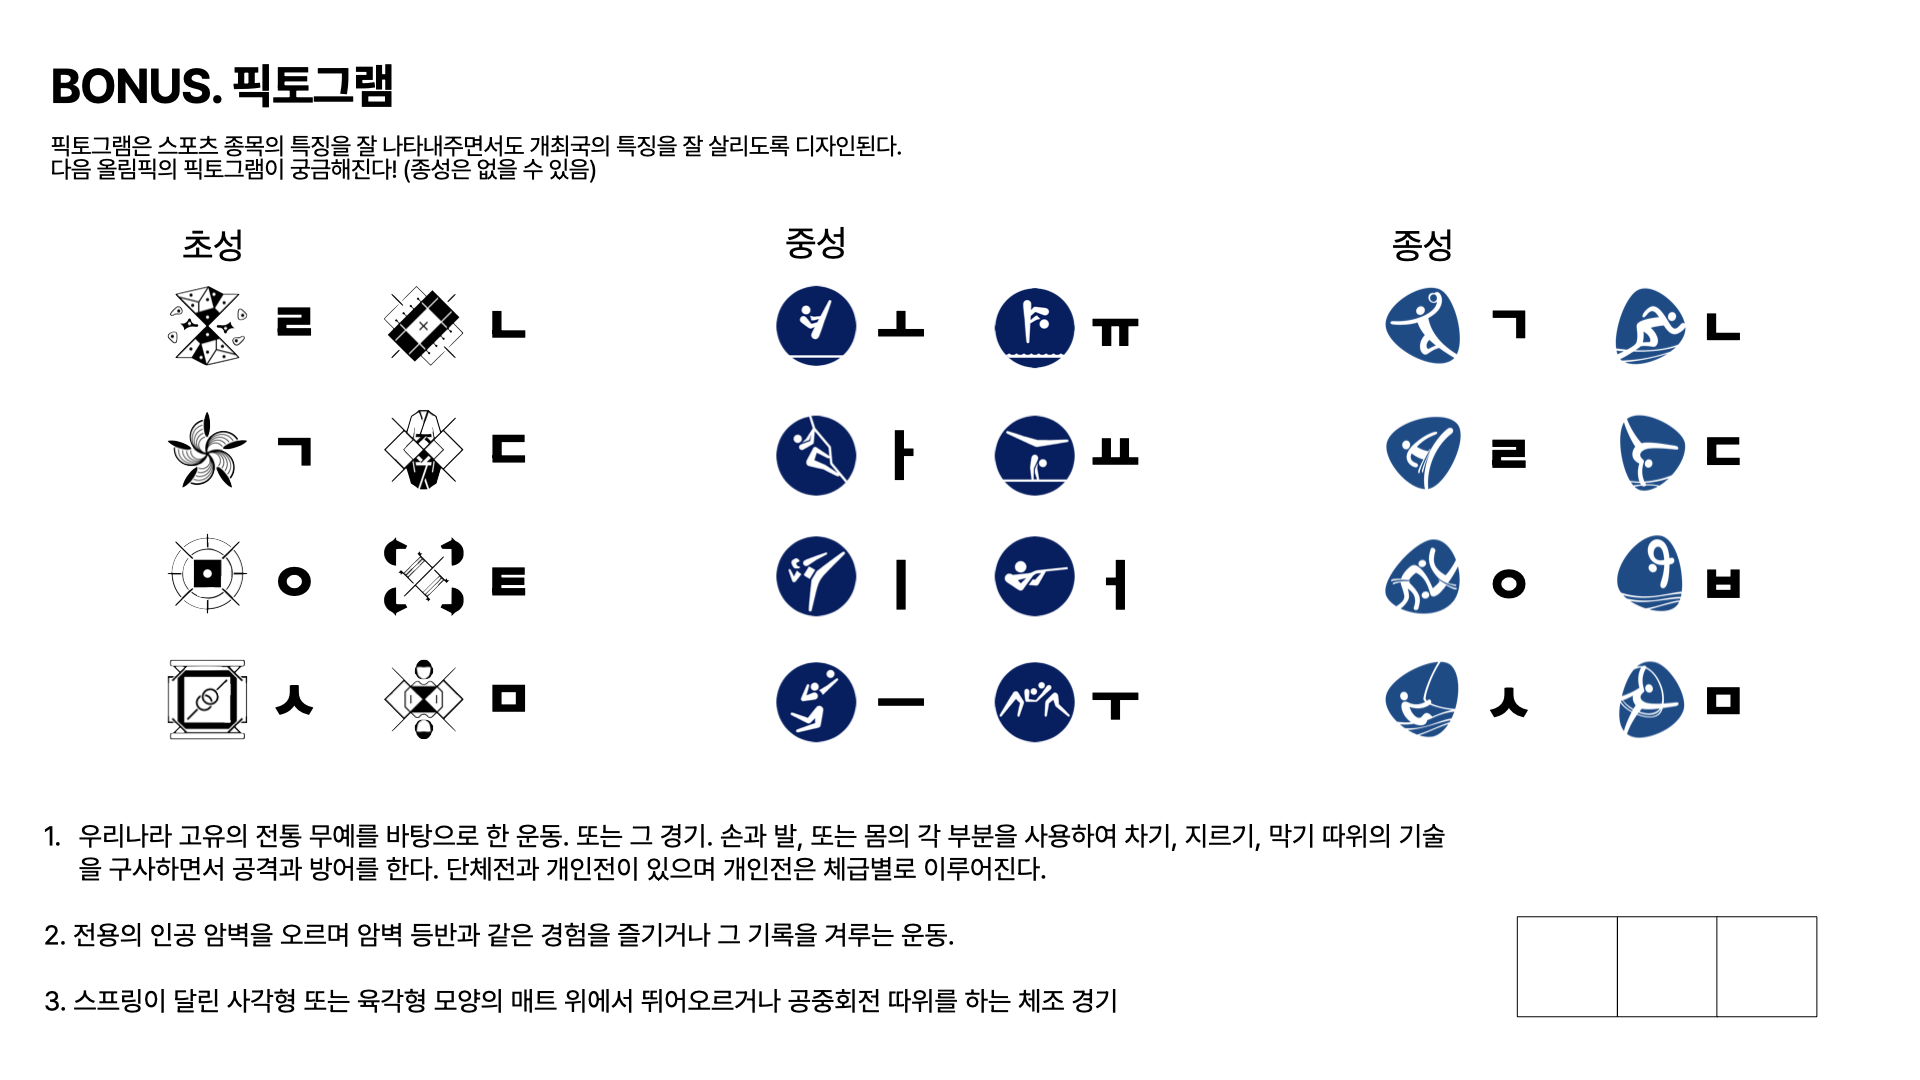 BONUS. 픽토그램
픽토그램은 스포츠 종목의 특징을 잘 나타내주면서도 개최국의 특징을 잘 살리도록 디자인된다.
다음 올림픽의 픽토그램이 궁금해진다! (종성은 없을 수 있음)
초성 중성 종성
ㄹ ㄴ ㅗ ㅠ ㄱ ㄴ
ㄱ ㄷ ㅏ ㅛ ㄹ ㄷ
ㅇ ㅌ ㅣ ㅓ ㅇ ㅂ
ㅅ ㅁ ㅡ ㅜ ㅅ ㅁ
1. 우리나라 고유의 전통 무예를 바탕으로 한 운동. 또는 그 경기. 손과 발, 또는 몸의 각 부분을 사용하여 차기, 지르기, 막기 따위의 기술
을 구사하면서 공격과 방어를 한다. 단체전과 개인전이 있으며 개인전은 체급별로 이루어진다.
2. 전용의 인공 암벽을 오르며 암벽 등반과 같은 경험을 즐기거나 그 기록을 겨루는 운동.
3. 스프링이 달린 사각형 또는 육각형 모양의 매트 위에서 뛰어오르거나 공중회전 따위를 하는 체조 경기